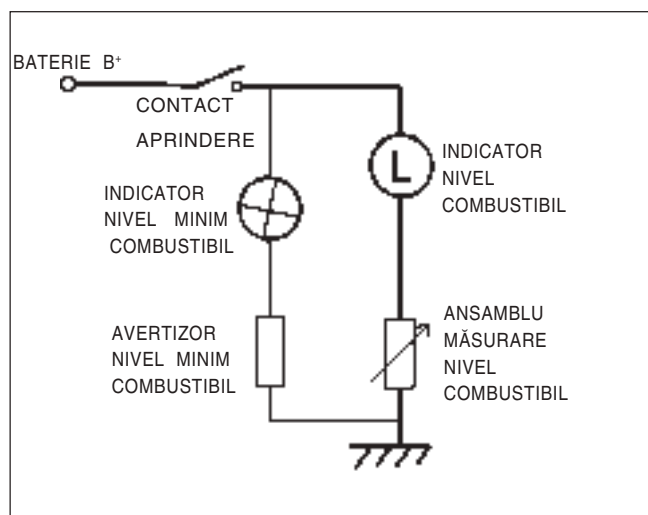 BATERIE B+
CONTACT
APRINDERE
INDICATOR
NIVEL MINIM
COMBUSTIBIL
L
INDICATOR
NIVEL
COMBUSTIBIL
AVERTIZOR
NIVEL MINIM
COMBUSTIBIL
ANSAMBLU
MĂSURARE
NIVEL
COMBUSTIBIL